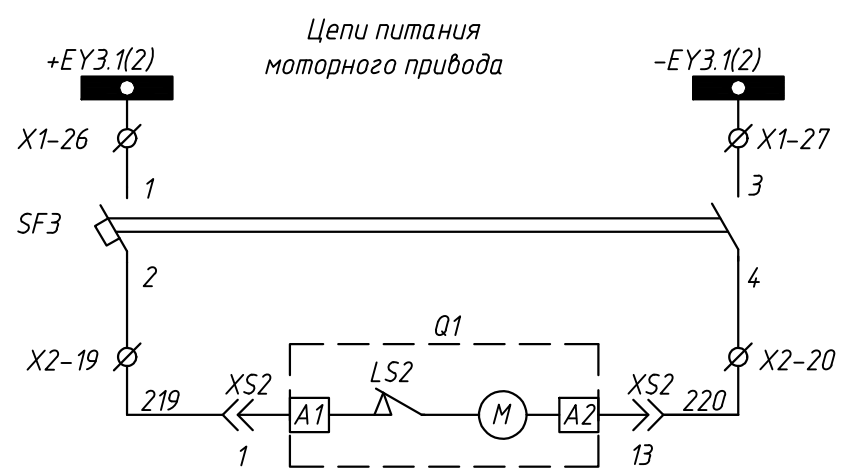 Цепи питания
моторного привода
+EY3.1(2)
-EY3.1(2)
X1-26
X1-27
1
3
SF3
2
4
Q1
X2-19
X2-20
219
XS2
LS2
XS2
220
A1
M
A2
1
13